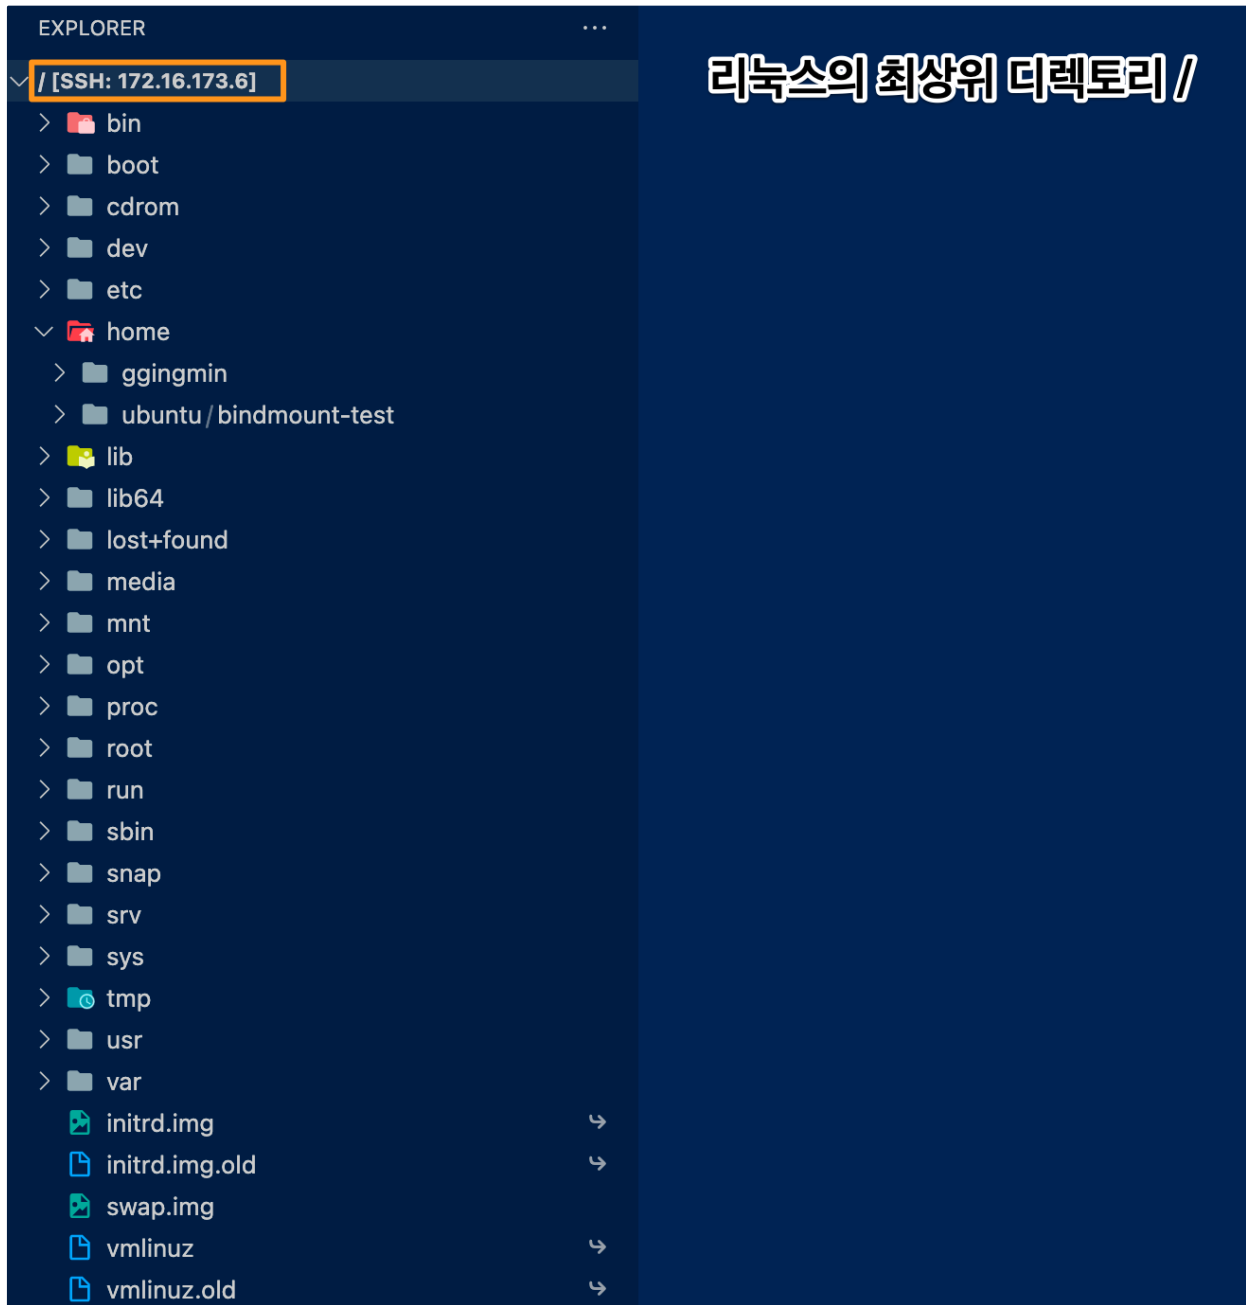 EXPLORER
/ [SSH: 172.16.173.6]
리눅스의 최상위 디렉토리 /
bin
boot
cdrom
dev
etc
home
ggingmin
ubuntu/bindmount-test
lib
lib64
lost+found
media
mnt
opt
proc
root
run
sbin
snap
srv
sys
tmp
usr
var
initrd.img
initrd.img.old
swap.img
vmlinuz
vmlinuz.old